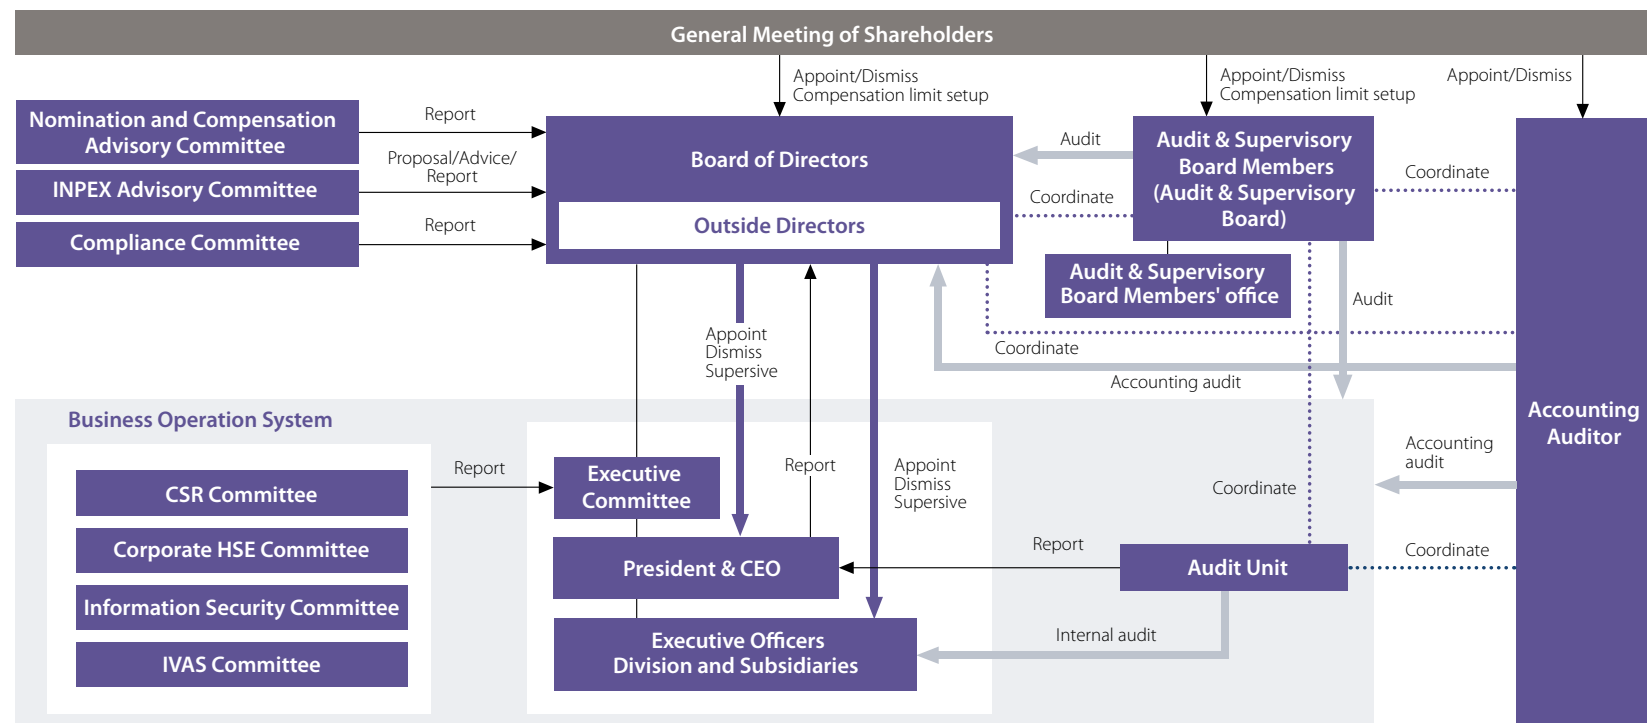 General Meeting of Shareholders
Appoint/Dismiss
Compensation limit setup
Appoint/Dismiss
Compensation limit setup
Appoint/Dismiss
Nomination and Compensation
Advisory Committee
Report
INPEX Advisory Committee
Proposal/Advice/
Report
Compliance Committee
Report
Board of Directors
Outside Directors
Audit
Coordinate
Audit & Supervisory
Board Members
(Audit & Supervisory
Board)
Coordinate
Audit & Supervisory
Board Members' office
Audit
Appoint
Dismiss
Supersive
Coordinate
Accounting audit
Accounting
Auditor
Business Operation System
CSR Committee
Corporate HSE Committee
Information Security Committee
IVAS Committee
Report
Executive
Committee
Report
Appoint
Dismiss
Supersive
Accounting
audit
Coordinate
President & CEO
Report
Audit Unit
Coordinate
Executive Officers
Division and Subsidiaries
Internal audit